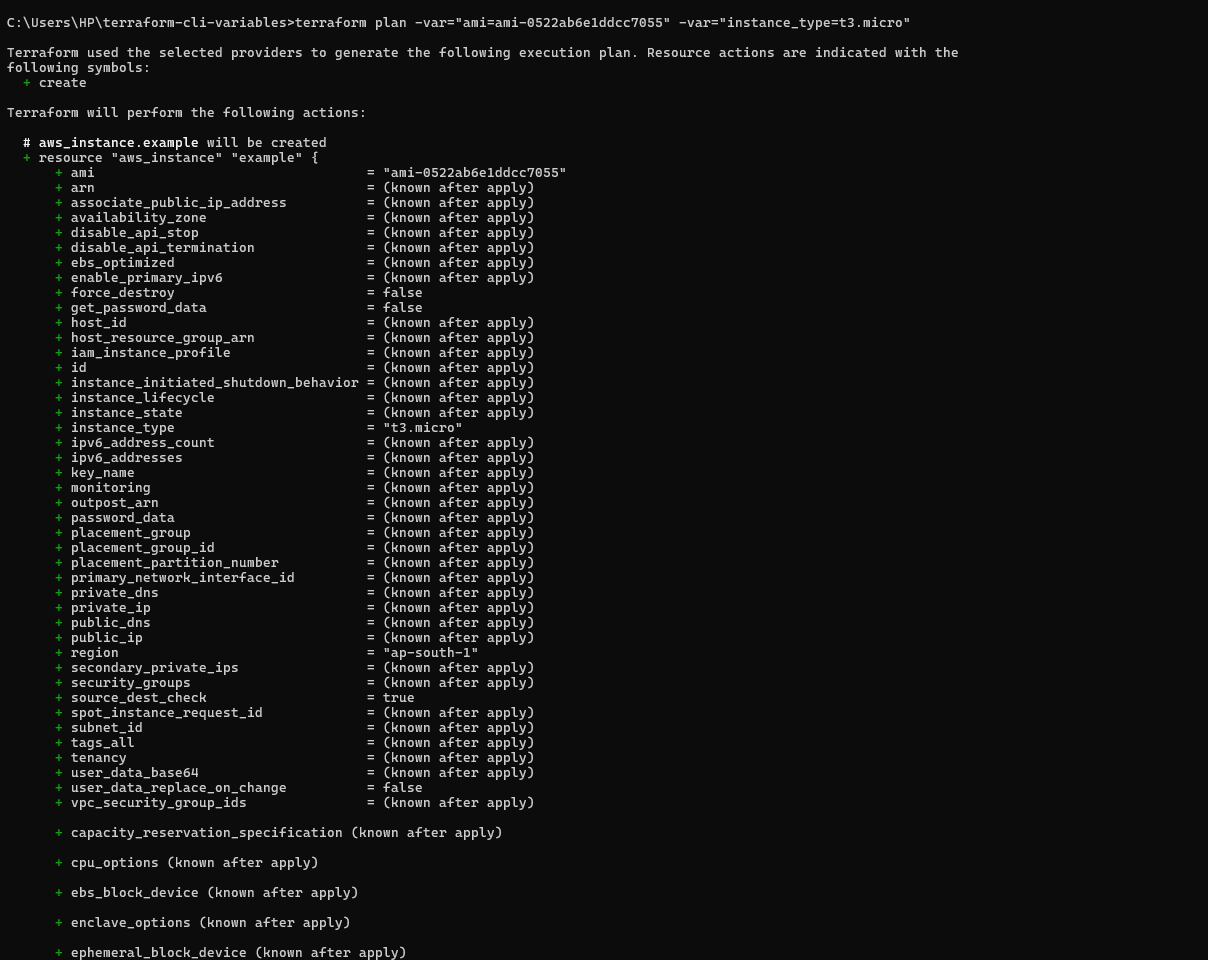 C:\Users\HP\terraform-cli-variables>terraform plan -var="ami=ami-0522ab6e1ddcc7055" -var="instance_type=t3.micro"
Terraform used the selected providers to generate the following execution plan. Resource actions are indicated with the
following symbols:
+ create
Terraform will perform the following actions:
# aws_instance.example will be created
+ resource "aws_instance" "example" {
+ ami = "ami-0522ab6e1ddcc7055"
+ arn = (known after apply)
+ associate_public_ip_address = (known after apply)
+ availability_zone = (known after apply)
+ disable_api_stop = (known after apply)
+ disable_api_termination = (known after apply)
+ ebs_optimized = (known after apply)
+ enable_primary_ipv6 = (known after apply)
+ force_destroy = false
+ get_password_data = false
+ host_id = (known after apply)
+ host_resource_group_arn = (known after apply)
+ iam_instance_profile = (known after apply)
+ id = (known after apply)
+ instance_initiated_shutdown_behavior = (known after apply)
+ instance_lifecycle = (known after apply)
+ instance_state = (known after apply)
+ instance_type = "t3.micro"
+ ipv6_address_count = (known after apply)
+ ipv6_addresses = (known after apply)
+ key_name = (known after apply)
+ monitoring = (known after apply)
+ outpost_arn = (known after apply)
+ password_data = (known after apply)
+ placement_group = (known after apply)
+ placement_group_id = (known after apply)
+ placement_partition_number = (known after apply)
+ primary_network_interface_id = (known after apply)
+ private_dns = (known after apply)
+ private_ip = (known after apply)
+ public_dns = (known after apply)
+ public_ip = (known after apply)
+ region = "ap-south-1"
+ secondary_private_ips = (known after apply)
+ security_groups = (known after apply)
+ source_dest_check = true
+ spot_instance_request_id = (known after apply)
+ subnet_id = (known after apply)
+ tags_all = (known after apply)
+ tenancy = (known after apply)
+ user_data_base64 = (known after apply)
+ user_data_replace_on_change = false
+ vpc_security_group_ids = (known after apply)
+ capacity_reservation_specification (known after apply)
+ cpu_options (known after apply)
+ ebs_block_device (known after apply)
+ enclave_options (known after apply)
+ ephemeral_block_device (known after apply)